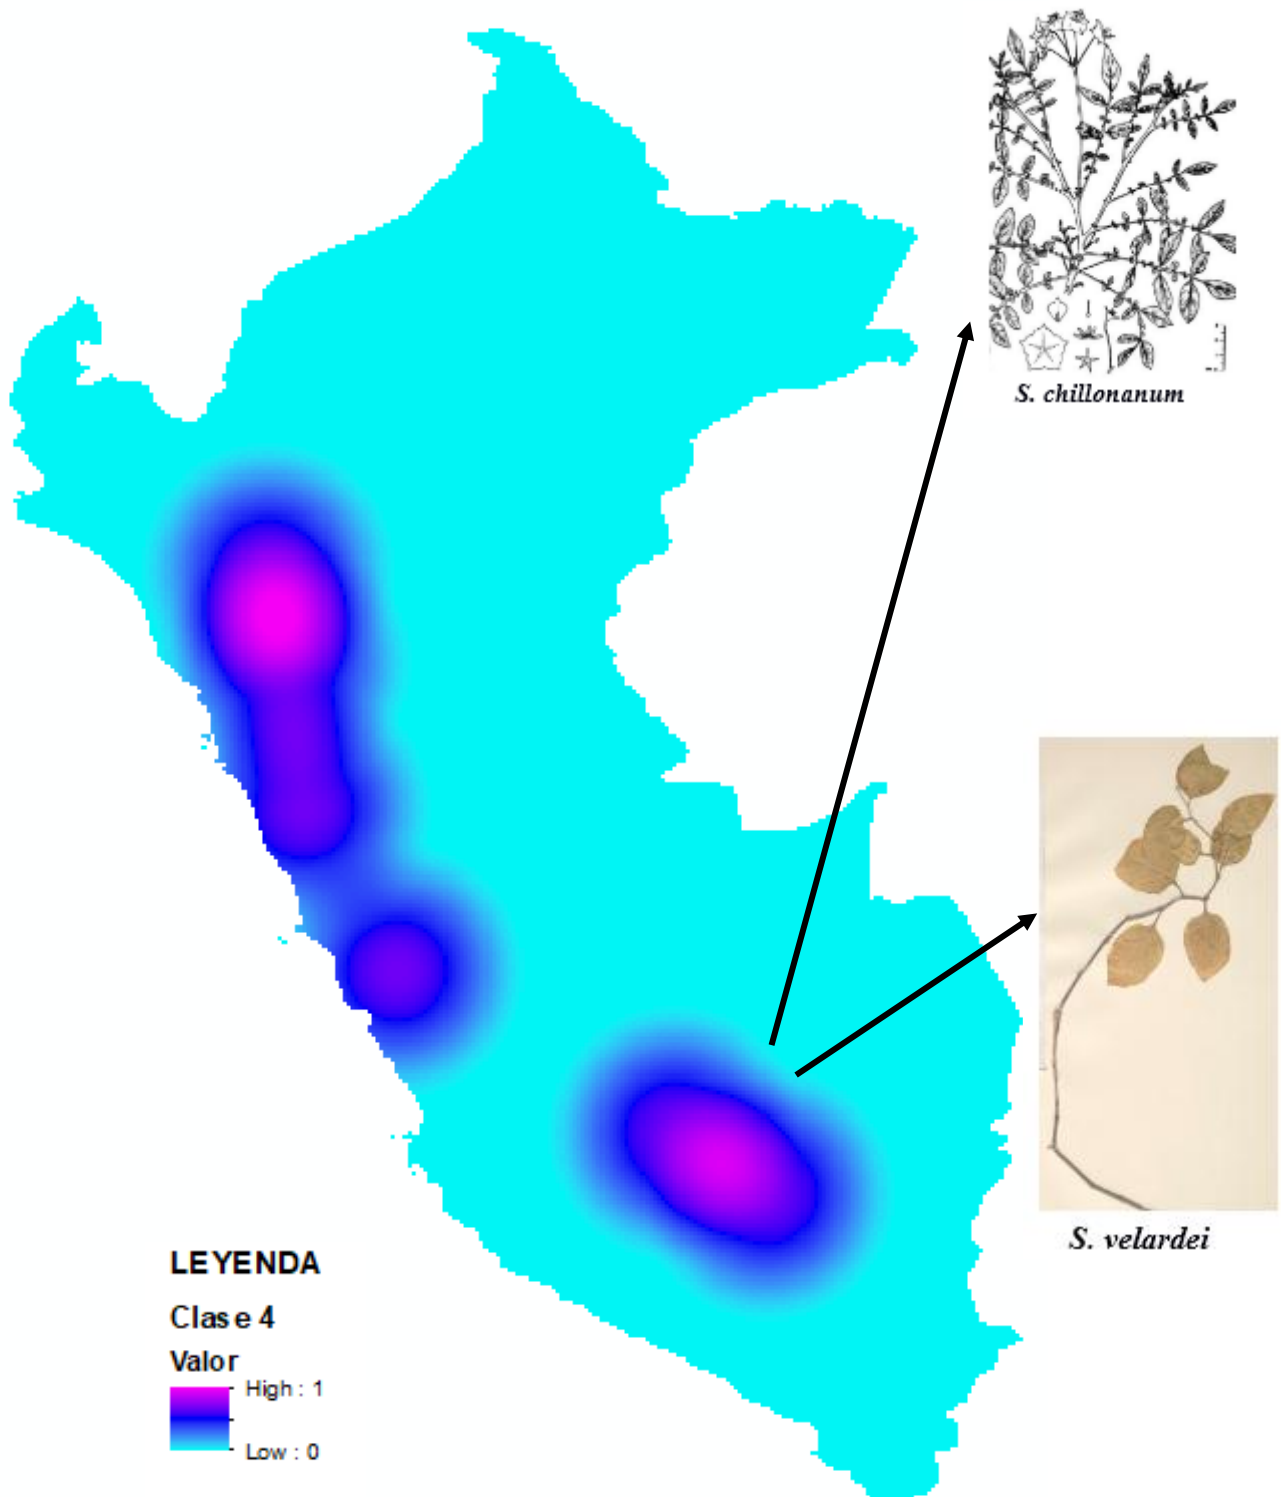 S. chillonanum
S. velardei
LEYENDA
Clase 4
Valor
High : 1
Low : 0